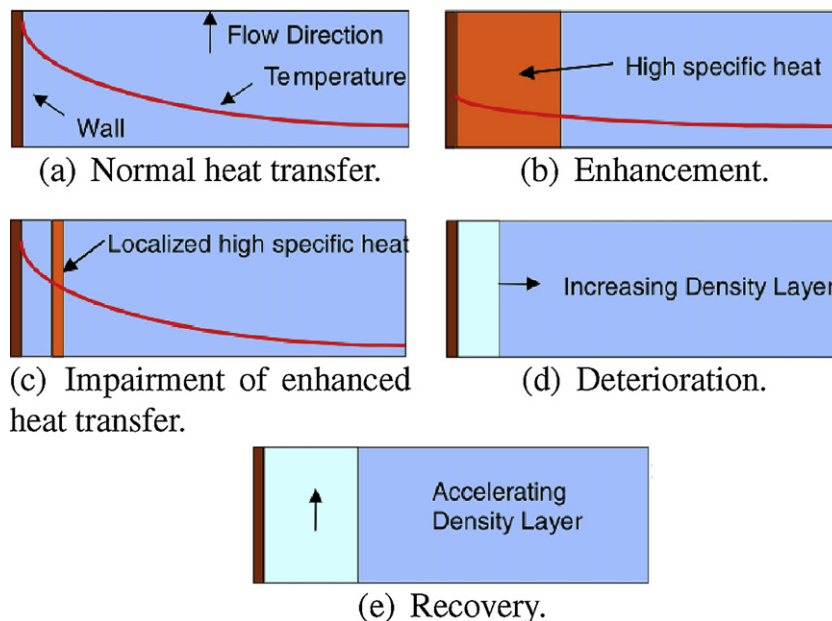 Flow Direction
Temperature
Wall
(a) Normal heat transfer.
High specific heat
(b) Enhancement.
Localized high specific heat
(c) Impairment of enhanced
heat transfer.
Increasing Density Layer
(d) Deterioration.
Accelerating
Density Layer
(e) Recovery.